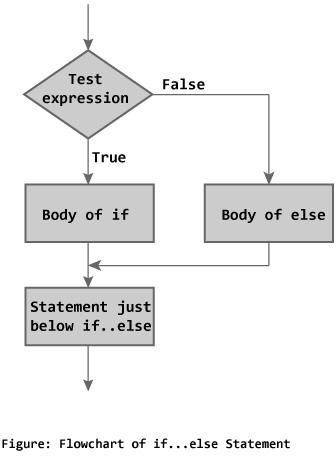 Test
expression
False
True
Body of if
Body of else
Statement just
below if..else
Figure: Flowchart of if...else Statement